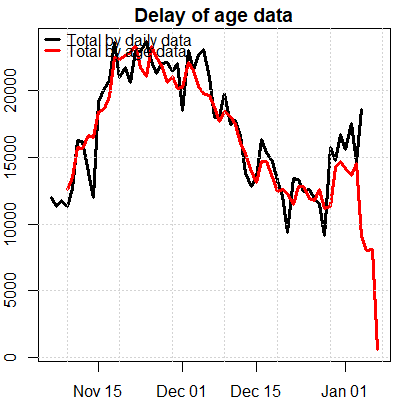 Delay of age data
Total by daily data
Total by age data
20000
15000
10000
5000
0
Nov 15 Dec 01 Dec 15 Jan 01